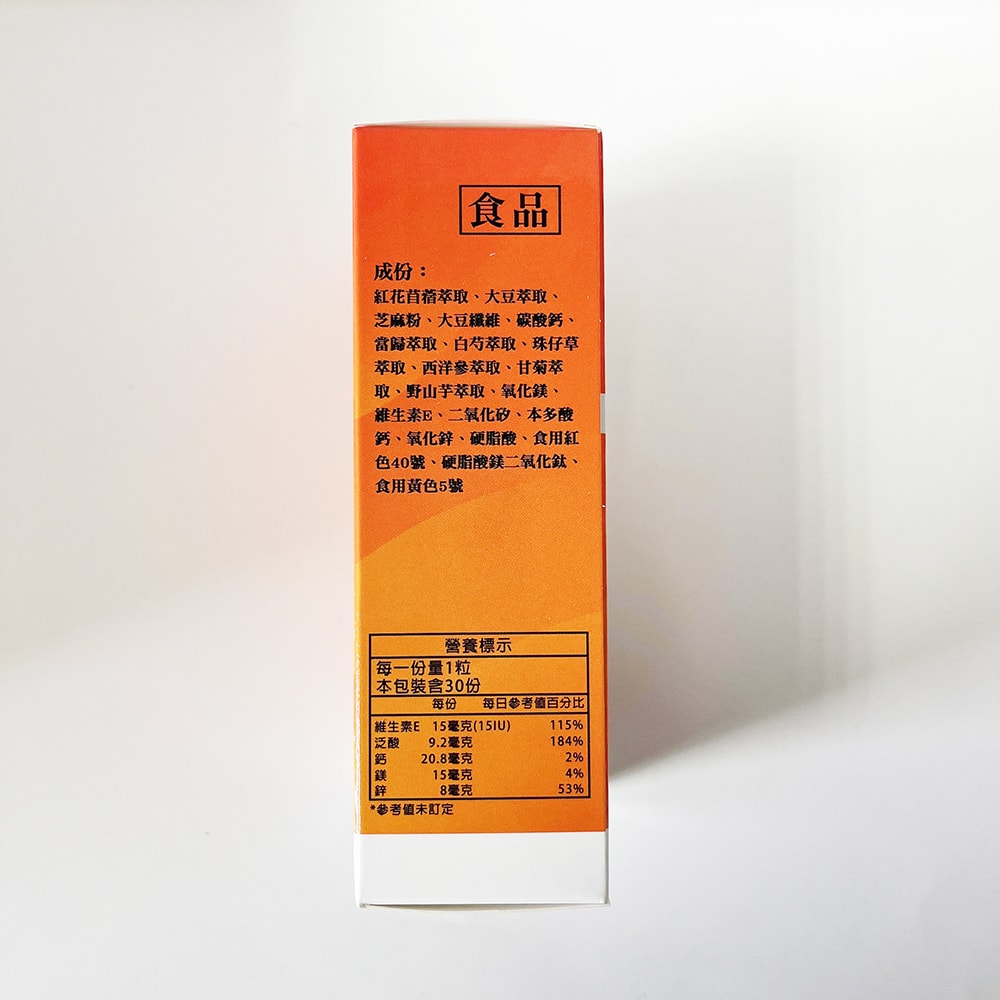 食品
成份：
紅花苜蓿萃取、大豆萃取、
芝麻粉、大豆纖維、碳酸鈣、
當歸萃取、白芍萃取、珠仔草
萃取、西洋參萃取、甘菊萃
取、野山芋萃取、氧化鎂、
維生素E、二氧化矽、本多酸
鈣、氧化鋅、硬脂酸、食用紅
色40號、硬脂酸鎂二氧化鈦、
食用黃色5號
營養標示
每一份量1粒
本包裝含30份
每份 每日參考值百分比
維生素E 15毫克(15IU) 115%
泛酸 9.2毫克 184%
鈣 20.8毫克 2%
鎂 15毫克 4%
鋅 8毫克 53%
*參考值未訂定